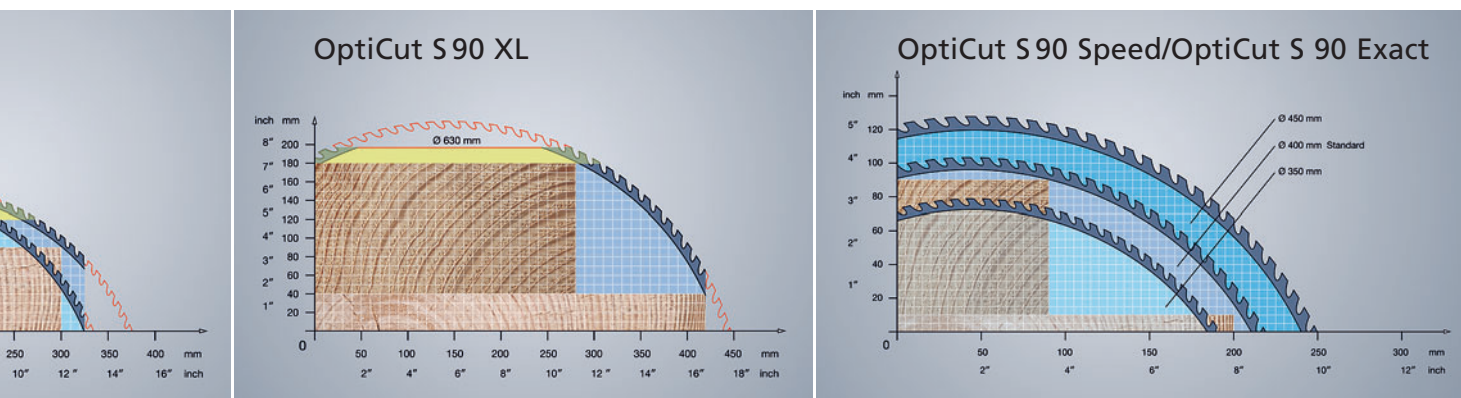 250 300 350 400 mm
10" 12 " 14" 16" inch
OptiCut S 90 XL
inch mm
8" 200
7" 180
6" 160
5" 140
120
4" 100
3" 80
60
2" 40
1" 20
0
Ø 630 mm
50 100 150 200 250 300 350 400 450 mm
2" 4" 6" 8" 10" 12 " 14" 16" 18" inch
OptiCut S 90 Speed/OptiCut S 90 Exact
inch mm
5" 120
4" 100
80
3" 60
2" 40
1" 20
0
Ø 450 mm
Ø 400 mm Standard
Ø 350 mm
50 100 150 200 250 300 mm
2" 4" 6" 8" 10" 12" inch